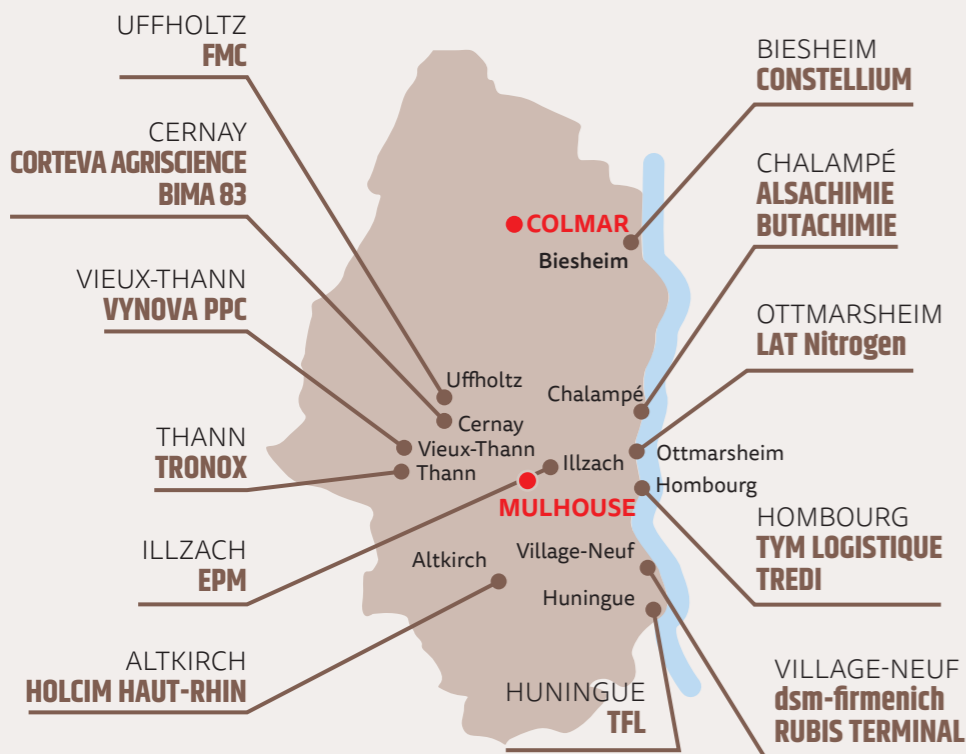 UFFHOLTZ
FMC
CERNAY
CORTEVA AGRISCIENCE
BIMA 83
VIEUX-THANN
VYNOVA PPC
THANN
TRONOX
ILLZACH
EPM
ALTKIRCH
HOLCIM HAUT-RHIN
COLMAR
Biesheim
Uffholtz
Chalampé
Cernay
Vieux-Thann
Illzach
Ottmarsheim
Thann
Hombourg
MULHOUSE
Altkirch
Village-Neuf
Huningue
HUNINGUE
TFL
BIESHEIM
CONSTELLIUM
CHALAMPÉ
ALSACHIMIE
BUTACHIMIE
OTTMARSHEIM
LAT Nitrogen
HOMBOURG
TYM LOGISTIQUE
TREDI
VILLAGE-NEUF
dsm-firmenich
RUBIS TERMINAL